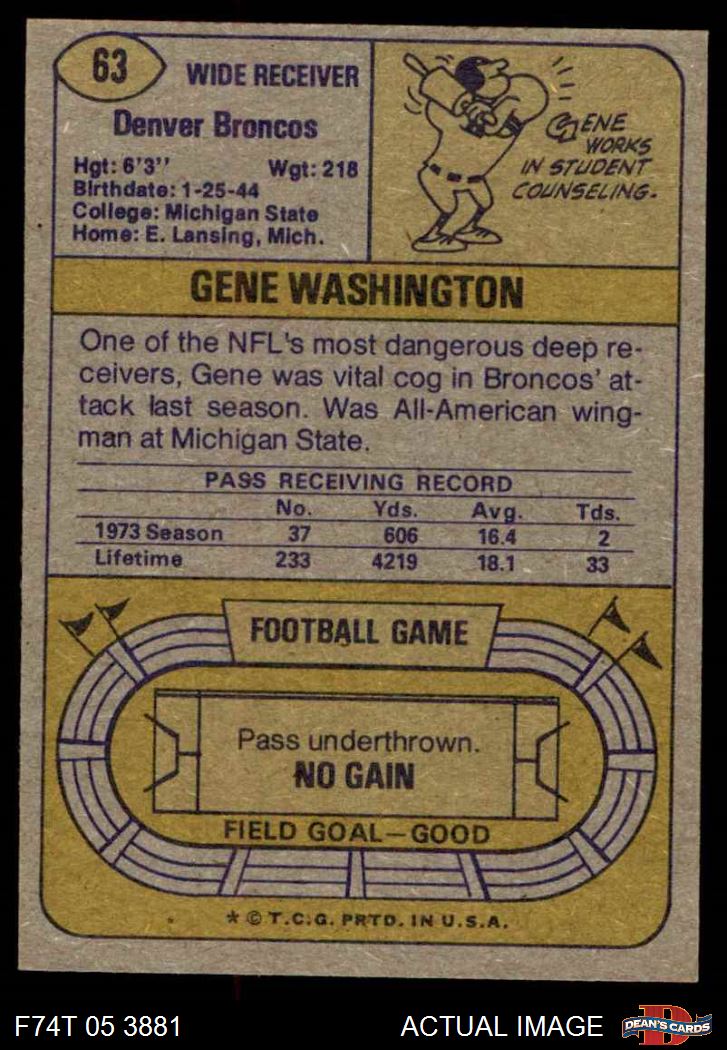 63
WIDE RECEIVER
Denver Broncos
Hgt: 6'3'' Wgt: 218
Birthdate: 1-25-44
College: Michigan State
Home: E. Lansing, Mich.
GENE
WORKS
IN STUDENT
COUNSELING.
GENE WASHINGTON
One of the NFL's most dangerous deep re-
ceivers, Gene was vital cog in Broncos' at-
tack last season. Was All-American wing-
man at Michigan State.
PASS RECEIVING RECORD
No. Yds. Avg. Tds.
1973 Season 37 606 16.4 2
Lifetime 233 4219 18.1 33
FOOTBALL GAME
Pass underthrown.
NO GAIN
FIELD GOAL—GOOD
* © T.C.G. PRTD. IN U.S.A.
F74T 05 3881
ACTUAL IMAGE
D
DEAN'S CARDS